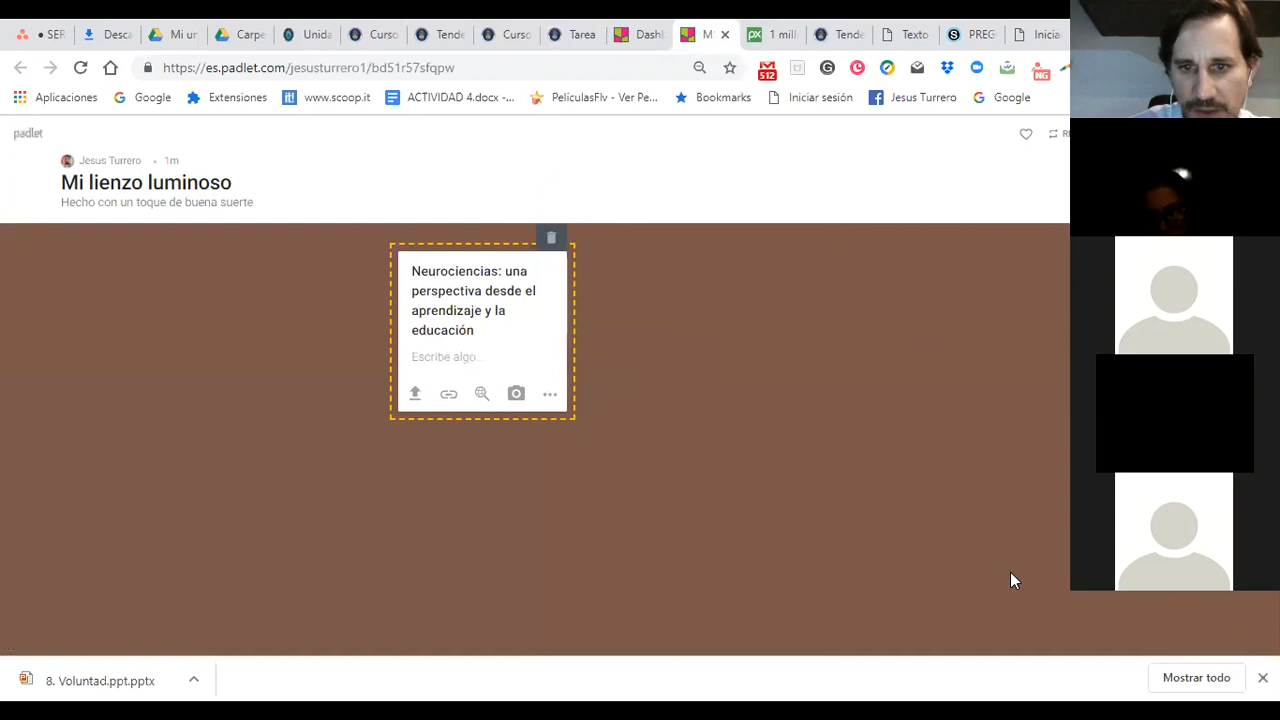 SER
Desca
Mi ur
Carpe
Unida
Curso
Tende
Curso
Tarea
Dashl
M
1 mill
Tende
Texto
PREG
Inicia
https://es.padlet.com/jesusturrero1/bd51r57sfqpw
512
NG
Aplicaciones
Google
Extensiones
www.scoop.it
ACTIVIDAD 4.docx -...
PeliculasFlv - Ver Pe...
Bookmarks
Iniciar sesión
Jesus Turrero
Google
padlet
Jesus Turrero • 1m
Mi lienzo luminoso
Hecho con un toque de buena suerte
Neurociencias: una
perspectiva desde el
aprendizaje y la
educación
Escribe algo...
8. Voluntad.ppt.pptx
Mostrar todo